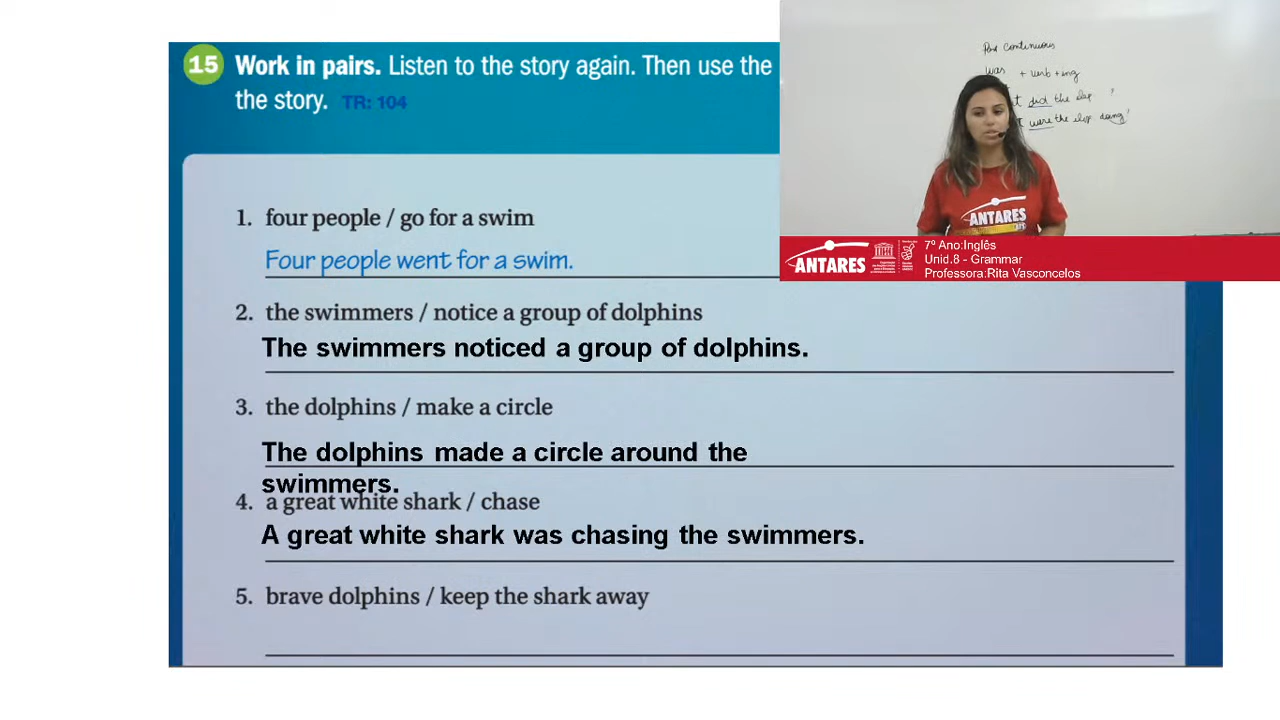 15 Work in pairs. Listen to the story again. Then use the
the story. TR: 104
1. four people / go for a swim
Four people went for a swim.
2. the swimmers / notice a group of dolphins
The swimmers noticed a group of dolphins.
3. the dolphins / make a circle
The dolphins made a circle around the
swimmers.
4. a great white shark / chase
A great white shark was chasing the swimmers.
5. brave dolphins / keep the shark away
continuous
was + verb + ing
did the
were the doing?
ANTARES
ANTARES
7º Ano:Inglês
Unid.8 - Grammar
Professora:Rita Vasconcelos